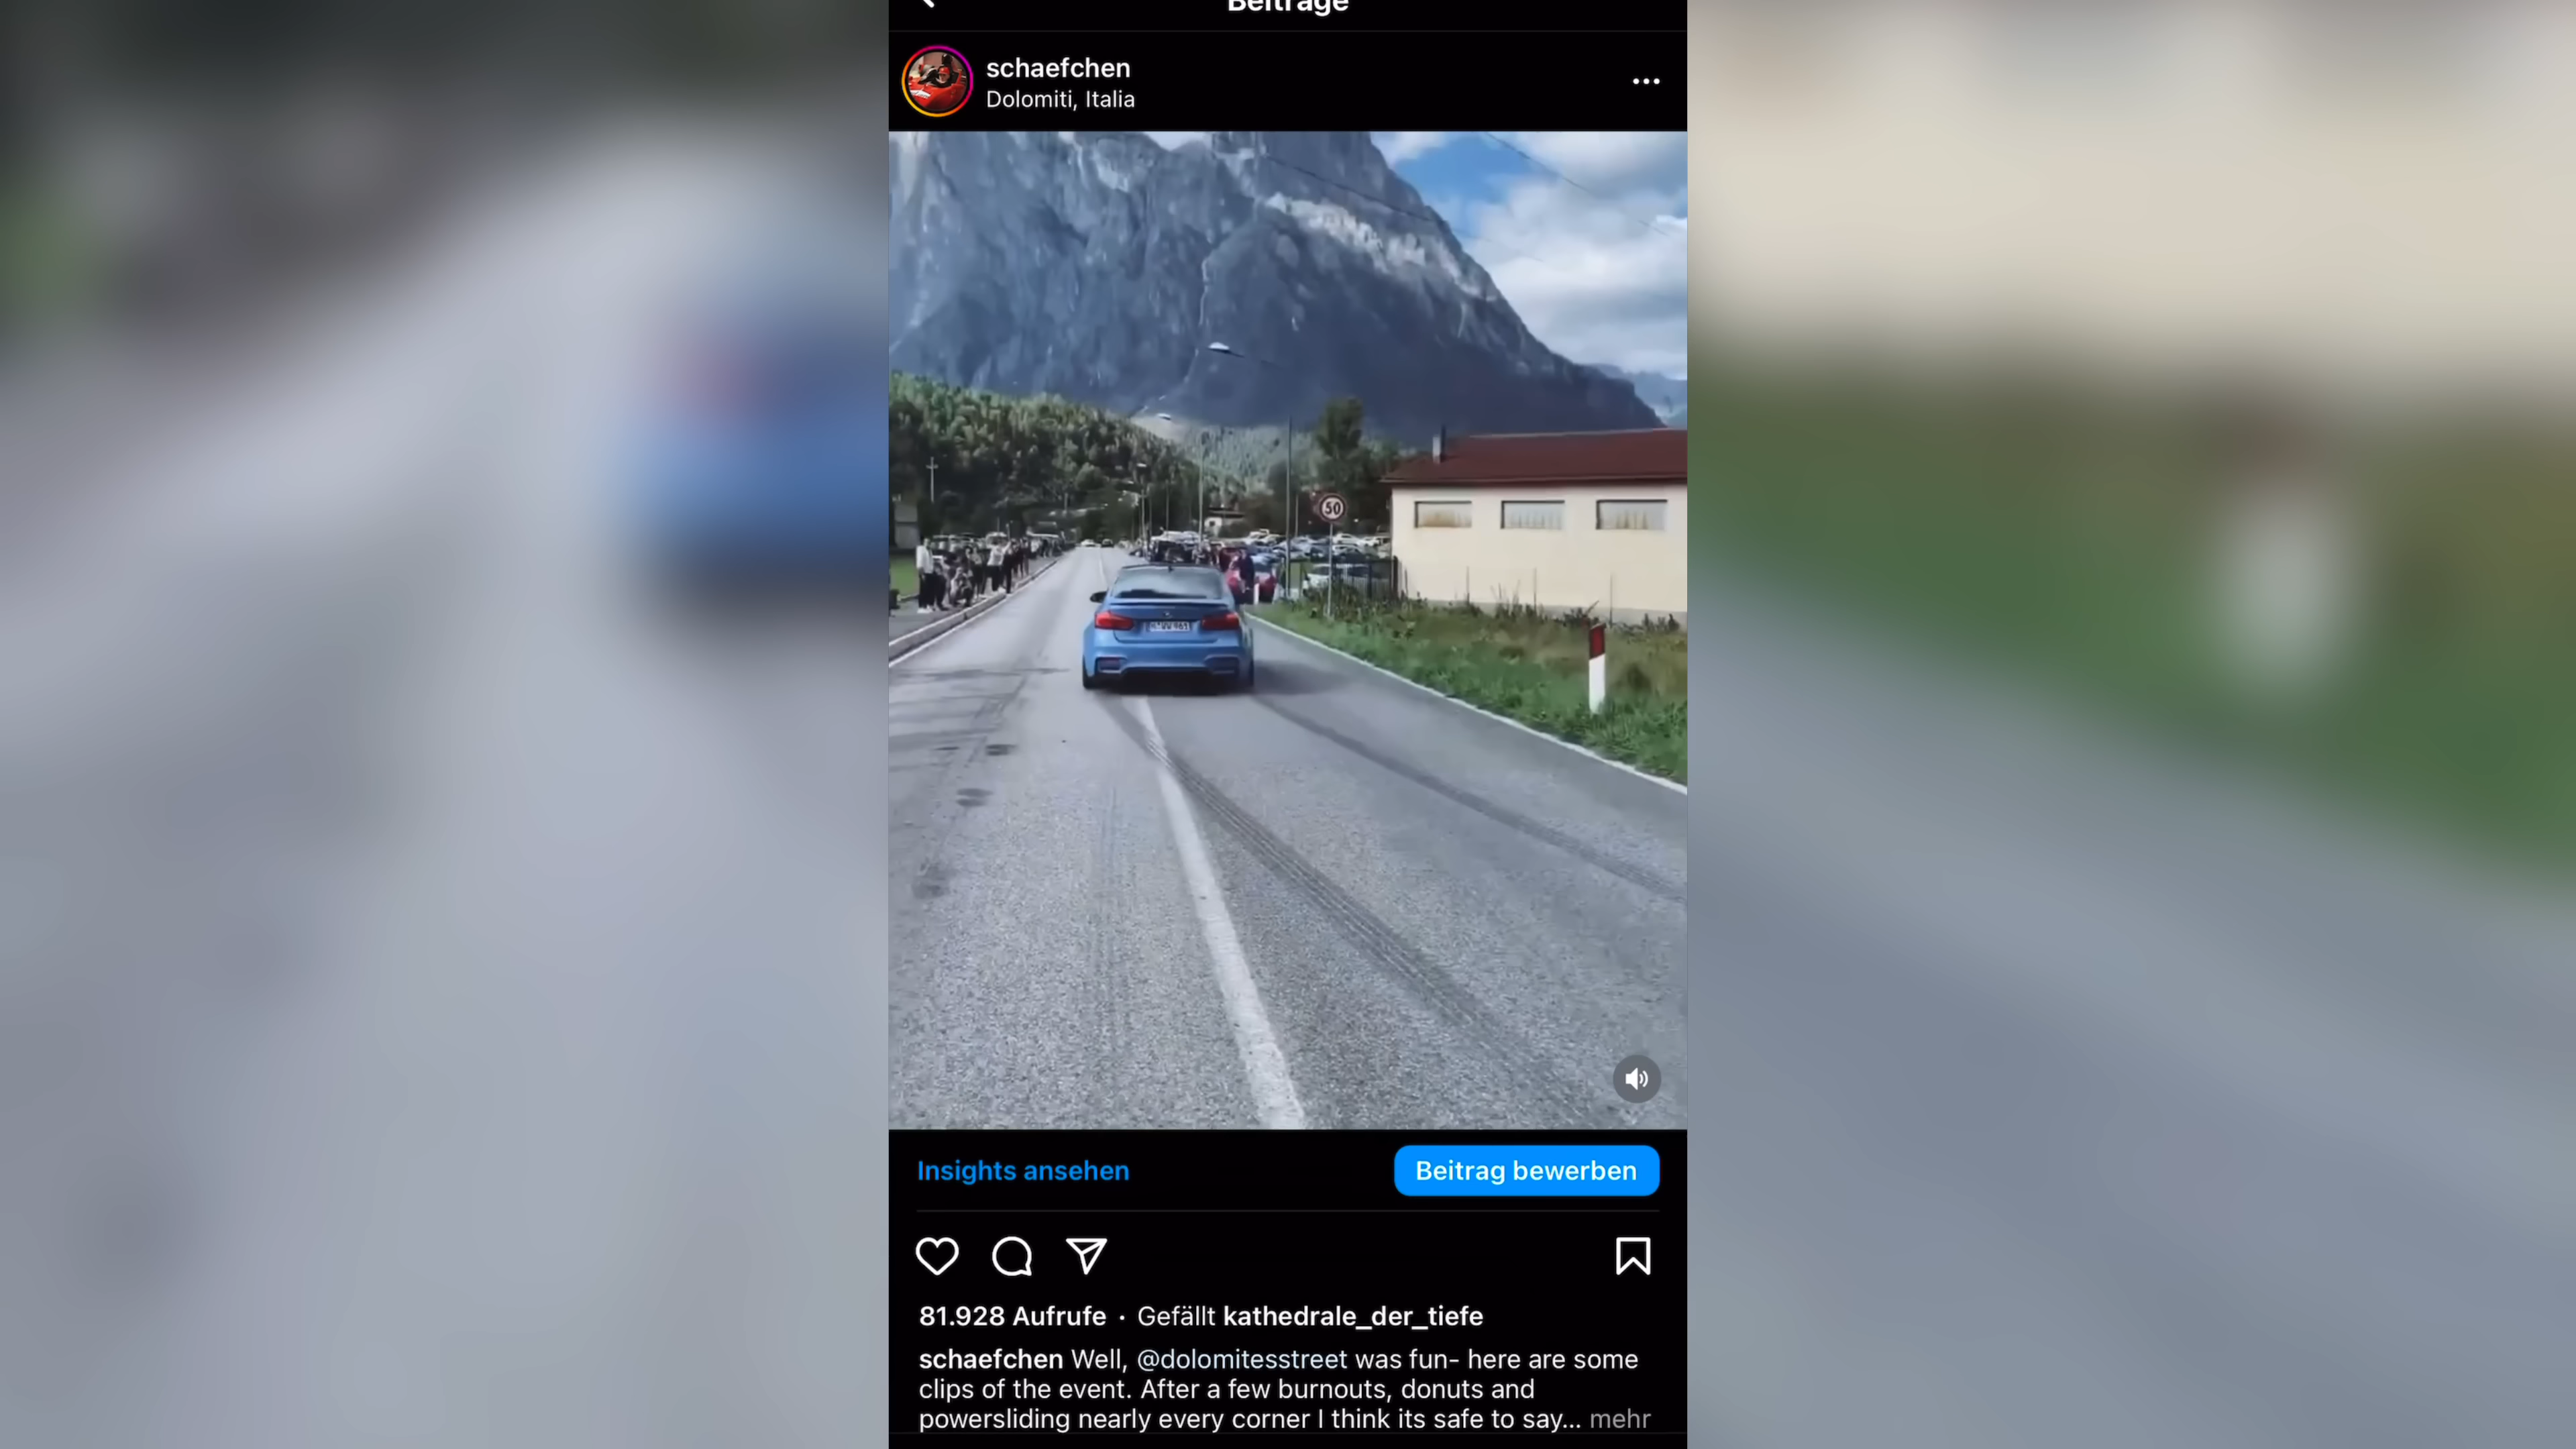 Beiträge
schaefchen
Dolomiti, Italia
50
Insights ansehen
Beitrag bewerben
81.928 Aufrufe · Gefällt kathedrale_der_tiefe
schaefchen Well, @dolomitesstreet was fun- here are some
clips of the event. After a few burnouts, donuts and
powersliding nearly every corner I think its safe to say... mehr